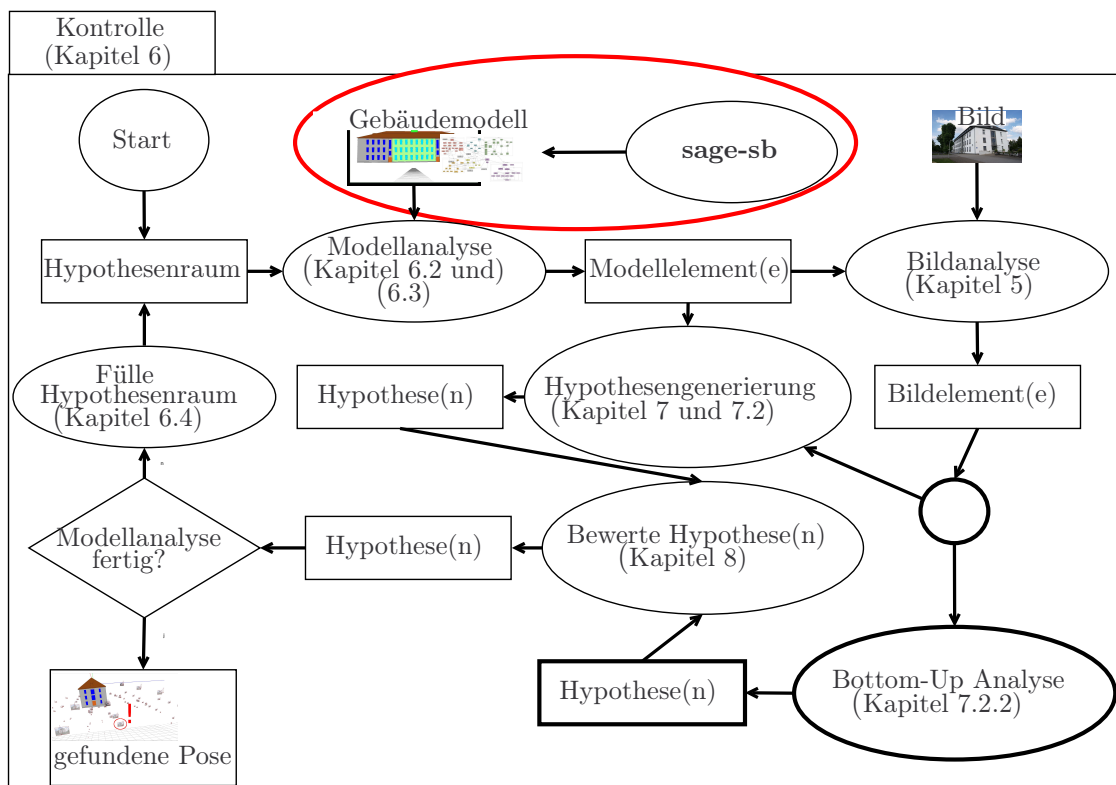 Kontrolle
(Kapitel 6)
Start
Gebäudemodell
sage-sb
Bild
Hypothesenraum
Modellanalyse
(Kapitel 6.2 und)
(6.3)
Modellelement(e)
Bildanalyse
(Kapitel 5)
Fülle
Hypothesenraum
(Kapitel 6.4)
Hypothese(n)
Hypothesengenerierung
(Kapitel 7 und 7.2)
Bildelement(e)
Modellanalyse
fertig?
Hypothese(n)
Bewerte Hypothese(n)
(Kapitel 8)
Hypothese(n)
Bottom-Up Analyse
(Kapitel 7.2.2)
!
gefundene Pose